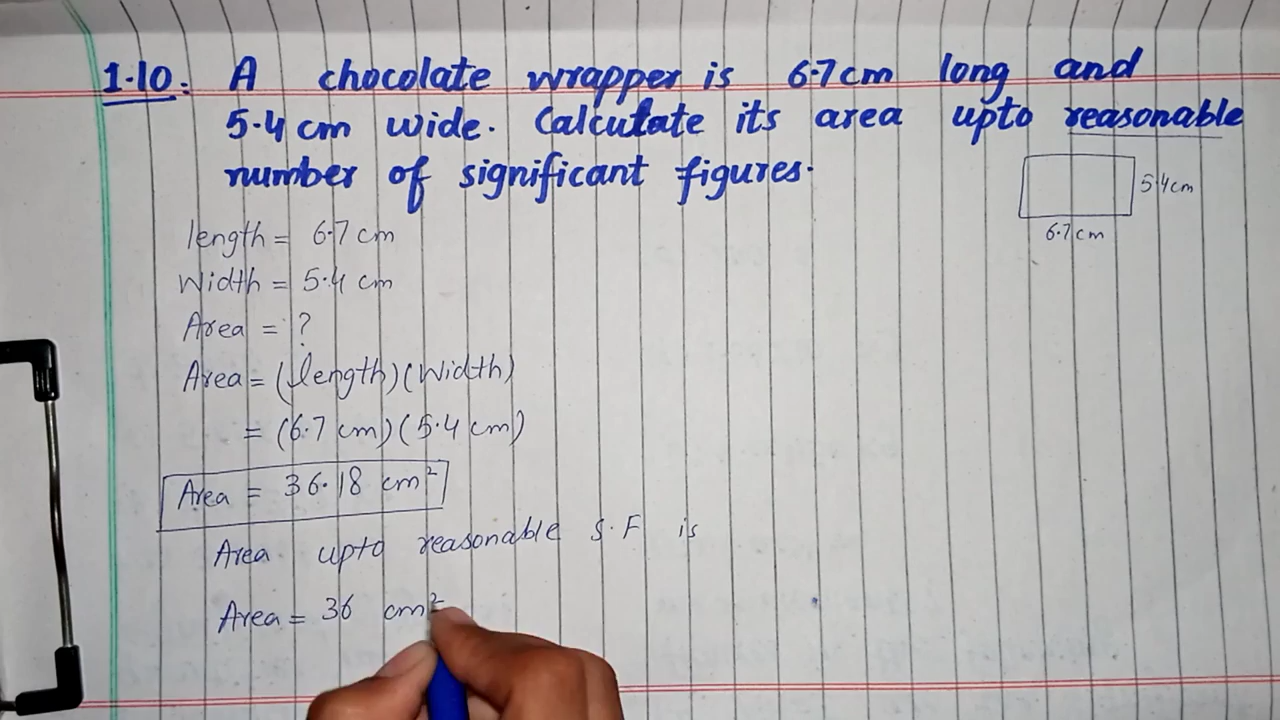 1.10: A chocolate wrapper is 6.7 cm long and
5.4 cm wide. Calculate its area upto reasonable
number of significant figures.
5.4cm
6.7cm
length = 6.7 cm
Width = 5.4 cm
Area = ?
Area = (length)(Width)
= (6.7 cm)(5.4 cm)
Area = 36.18 cm²
Area upto reasonable S.F is
Area = 36 cm²